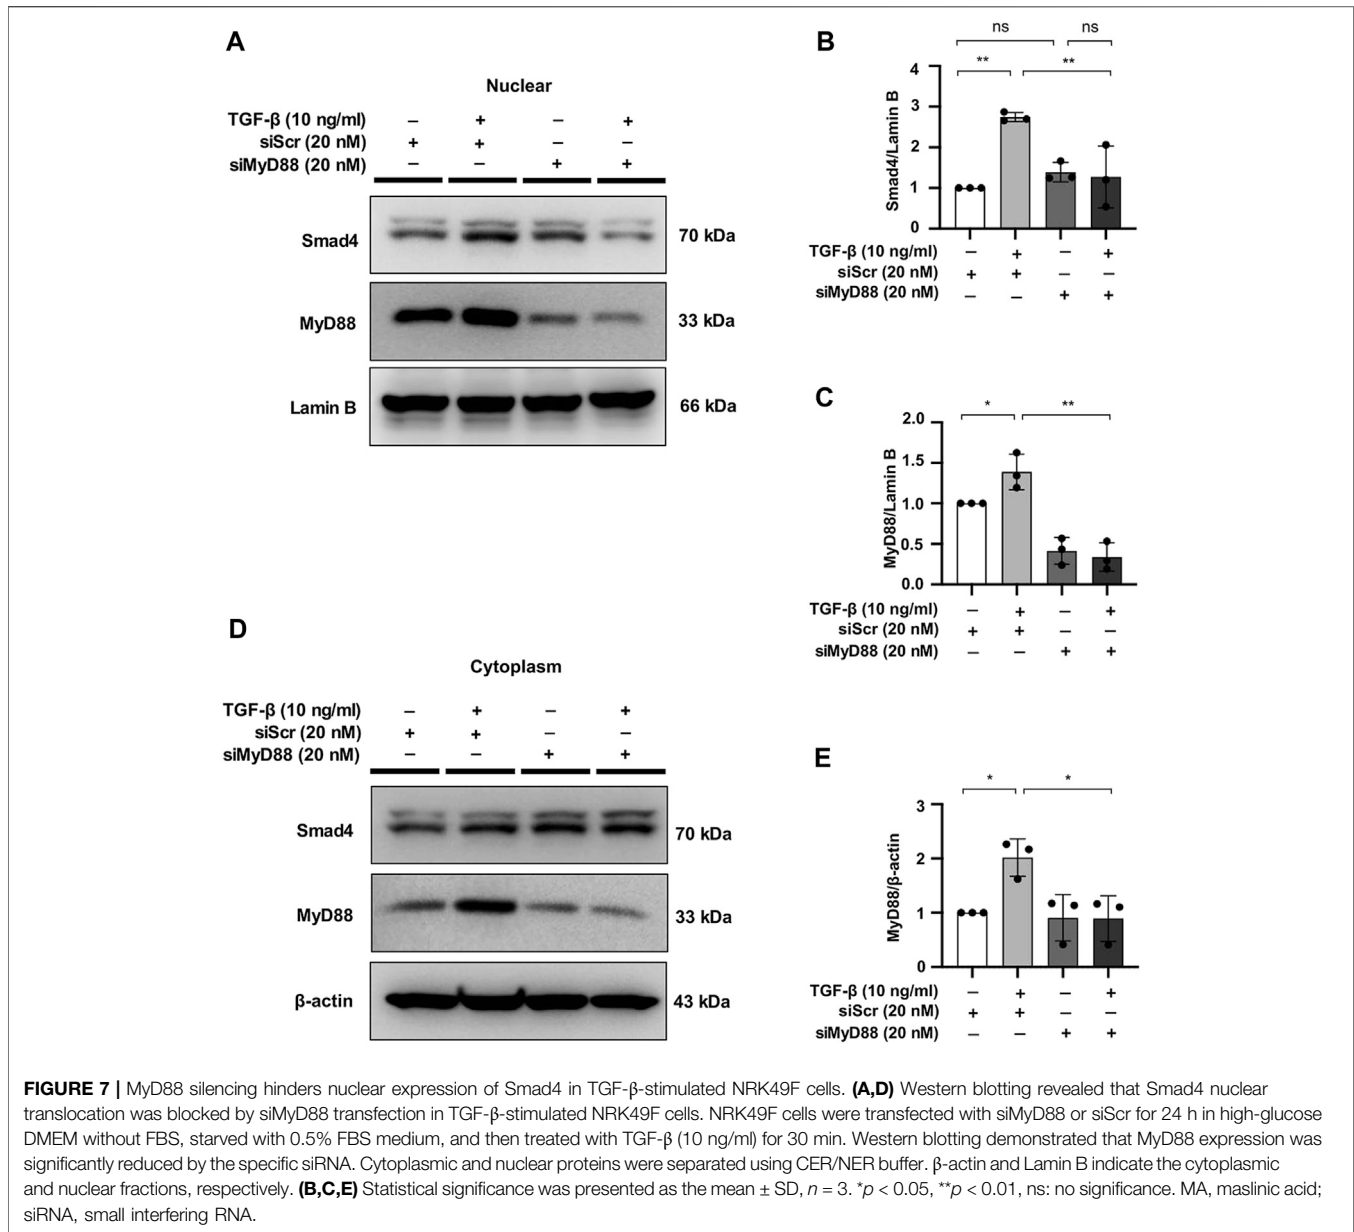 A
Nuclear
TGF-β (10 ng/ml) – + – +
siScr (20 nM) + + – –
siMyD88 (20 nM) – – + +
Smad4 70 kDa
MyD88 33 kDa
Lamin B 66 kDa
B
ns ns
** **
Smad4/Lamin B
4
3
2
1
0
TGF-β (10 ng/ml) – + – +
siScr (20 nM) + + – –
siMyD88 (20 nM) – – + +
C
* **
MyD88/Lamin B
2.0
1.5
1.0
0.5
0.0
TGF-β (10 ng/ml) – + – +
siScr (20 nM) + + – –
siMyD88 (20 nM) – – + +
D
Cytoplasm
TGF-β (10 ng/ml) – + – +
siScr (20 nM) + + – –
siMyD88 (20 nM) – – + +
Smad4 70 kDa
MyD88 33 kDa
β-actin 43 kDa
E
* *
MyD88/β-actin
3
2
1
0
TGF-β (10 ng/ml) – + – +
siScr (20 nM) + + – –
siMyD88 (20 nM) – – + +
FIGURE 7 | MyD88 silencing hinders nuclear expression of Smad4 in TGF-β-stimulated NRK49F cells. (A,D) Western blotting revealed that Smad4 nuclear
translocation was blocked by siMyD88 transfection in TGF-β-stimulated NRK49F cells. NRK49F cells were transfected with siMyD88 or siScr for 24 h in high-glucose
DMEM without FBS, starved with 0.5% FBS medium, and then treated with TGF-β (10 ng/ml) for 30 min. Western blotting demonstrated that MyD88 expression was
significantly reduced by the specific siRNA. Cytoplasmic and nuclear proteins were separated using CER/NER buffer. β-actin and Lamin B indicate the cytoplasmic
and nuclear fractions, respectively. (B,C,E) Statistical significance was presented as the mean ± SD, n = 3. *p < 0.05, **p < 0.01, ns: no significance. MA, maslinic acid;
siRNA, small interfering RNA.